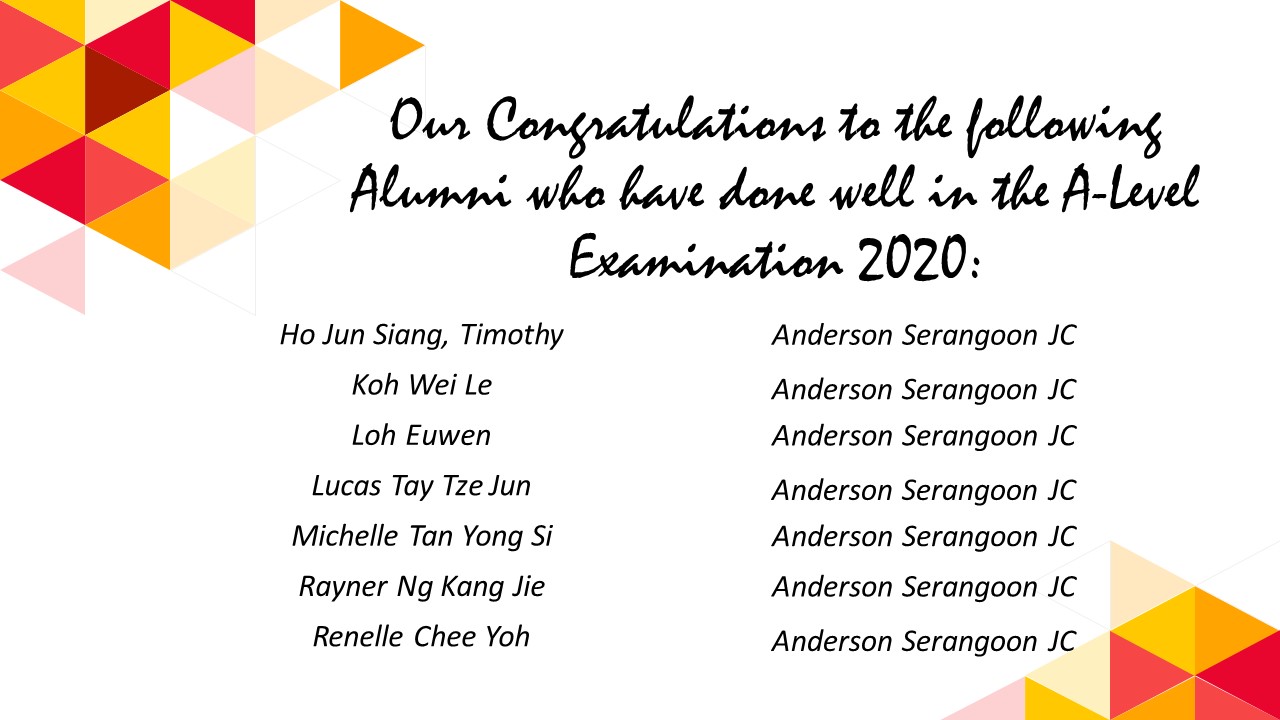 Our Congratulations to the following
Alumni who have done well in the A-Level
Examination 2020:
Ho Jun Siang, Timothy Anderson Serangoon JC
Koh Wei Le Anderson Serangoon JC
Loh Euwen Anderson Serangoon JC
Lucas Tay Tze Jun Anderson Serangoon JC
Michelle Tan Yong Si Anderson Serangoon JC
Rayner Ng Kang Jie Anderson Serangoon JC
Renelle Chee Yoh Anderson Serangoon JC